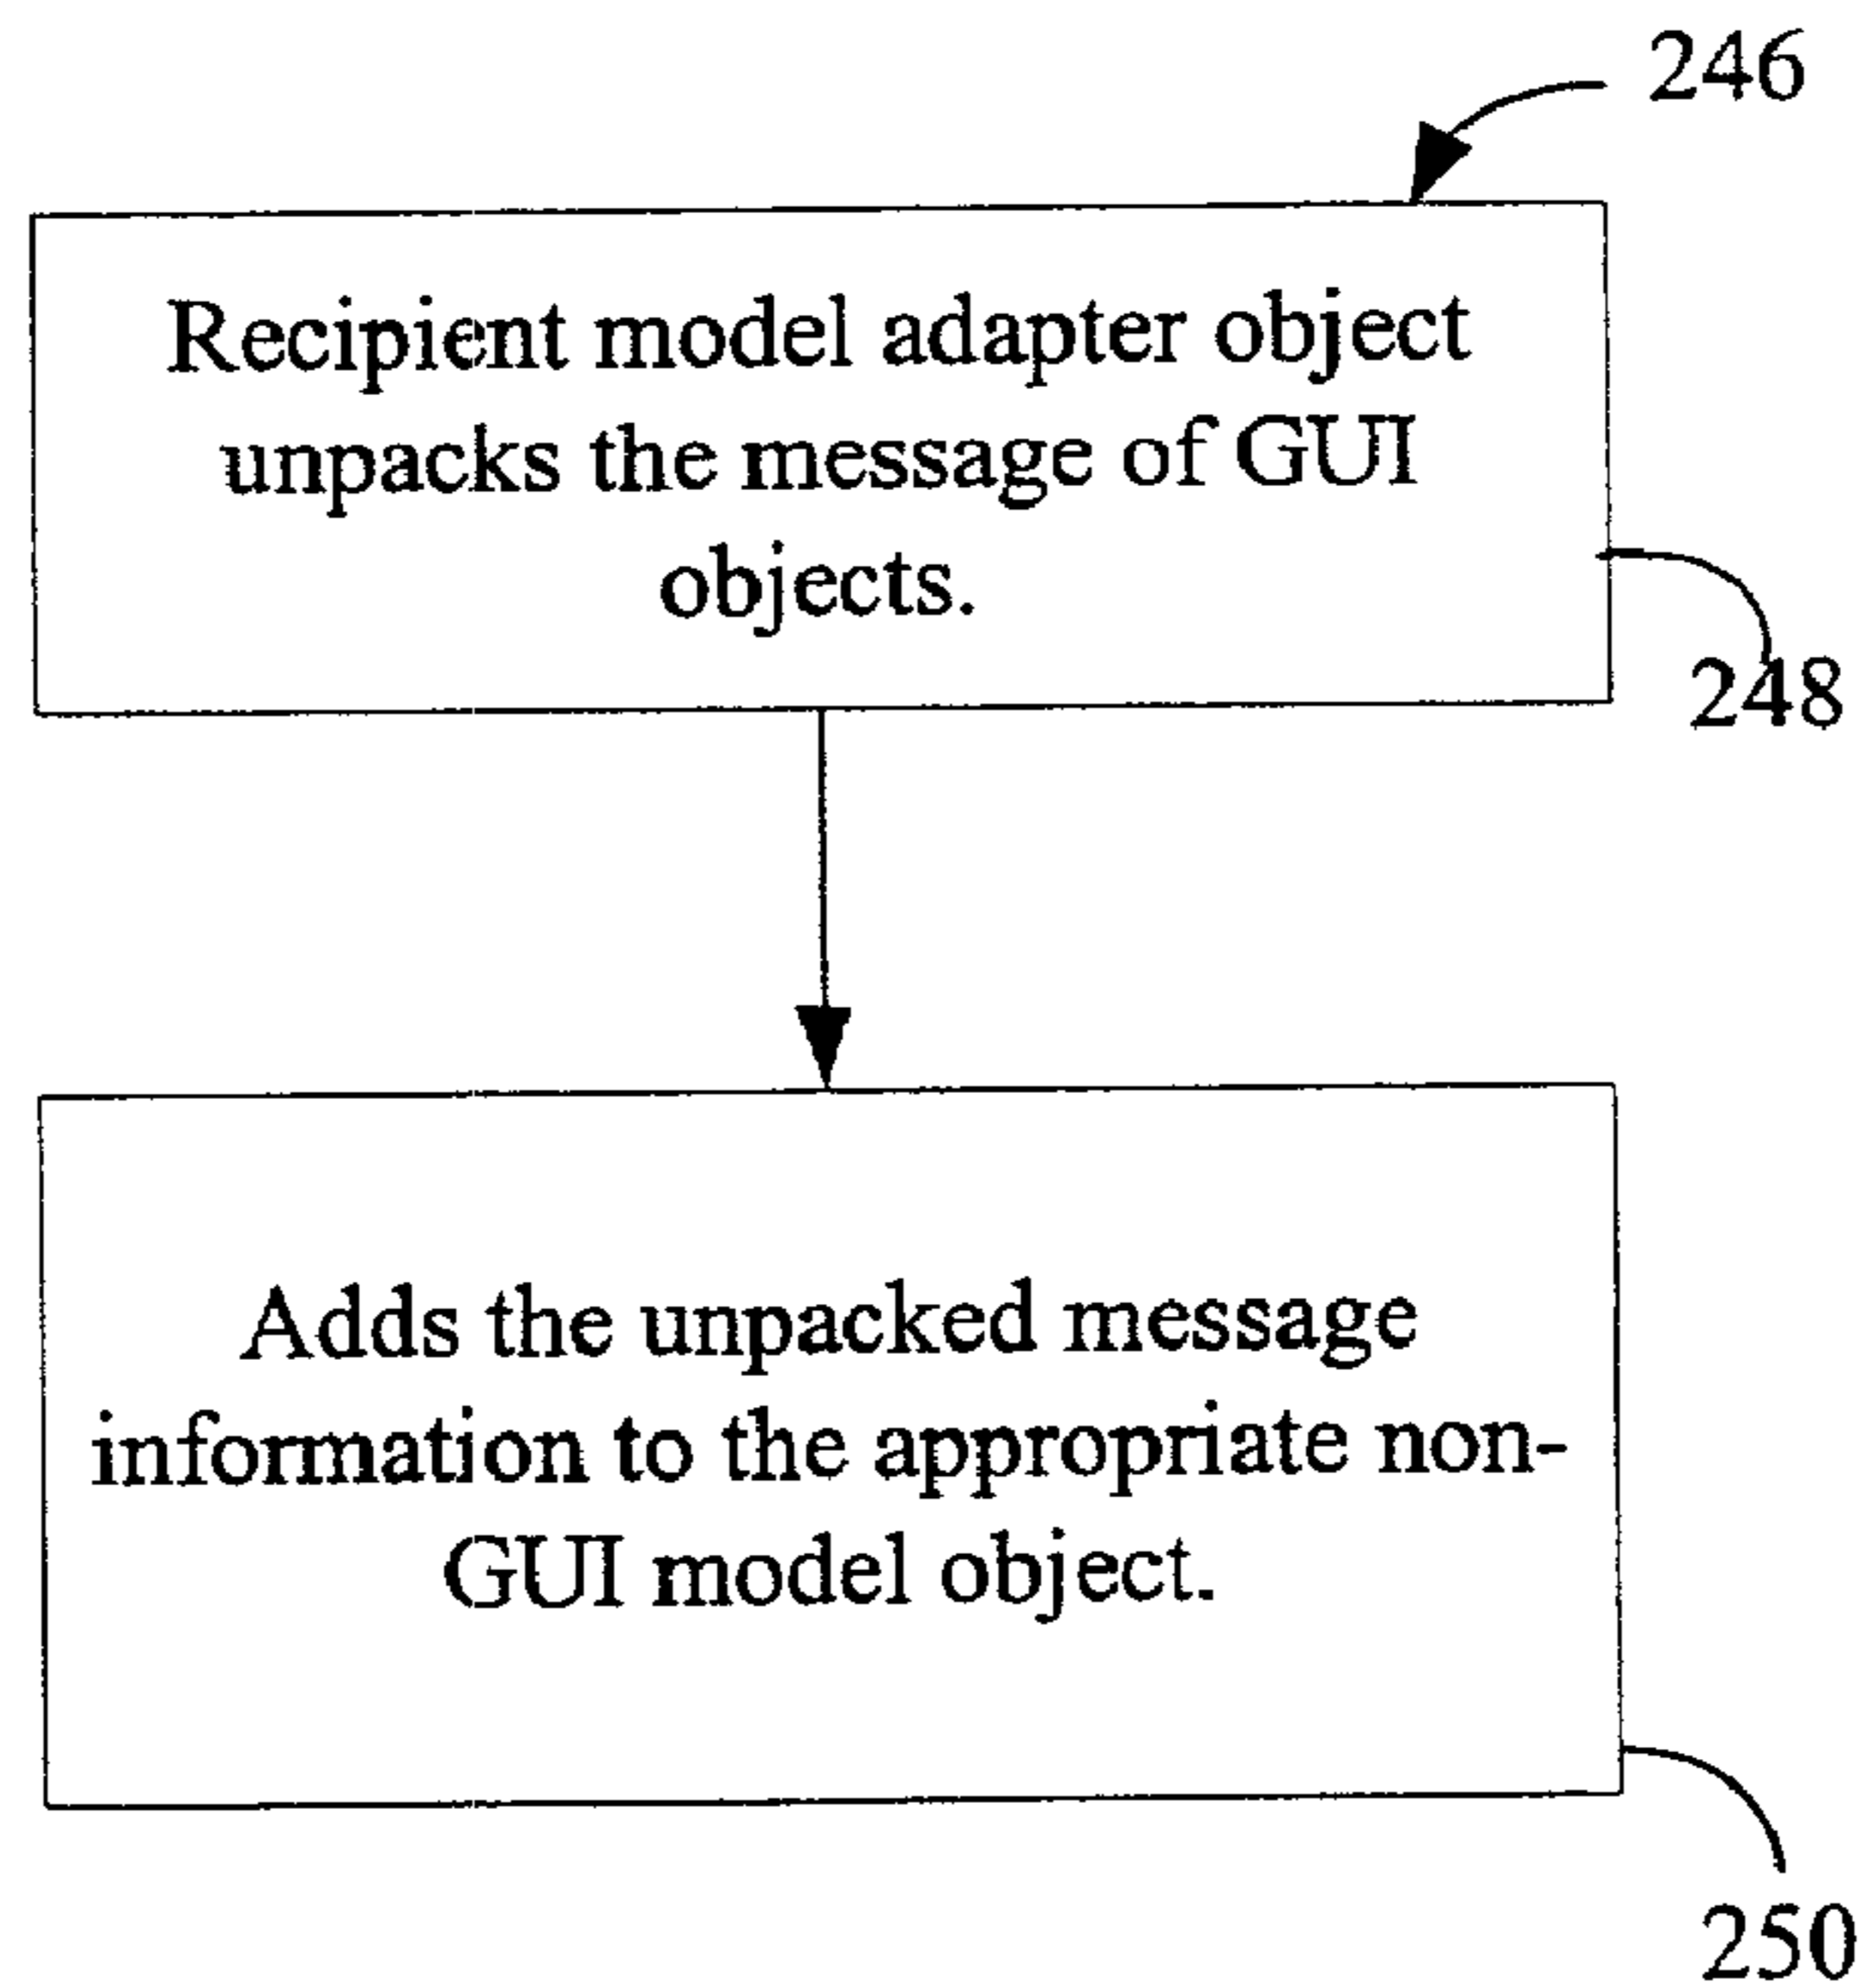 246
Recipient model adapter object
unpacks the message of GUI
objects.
248
Adds the unpacked message
information to the appropriate non-
GUI model object.
250